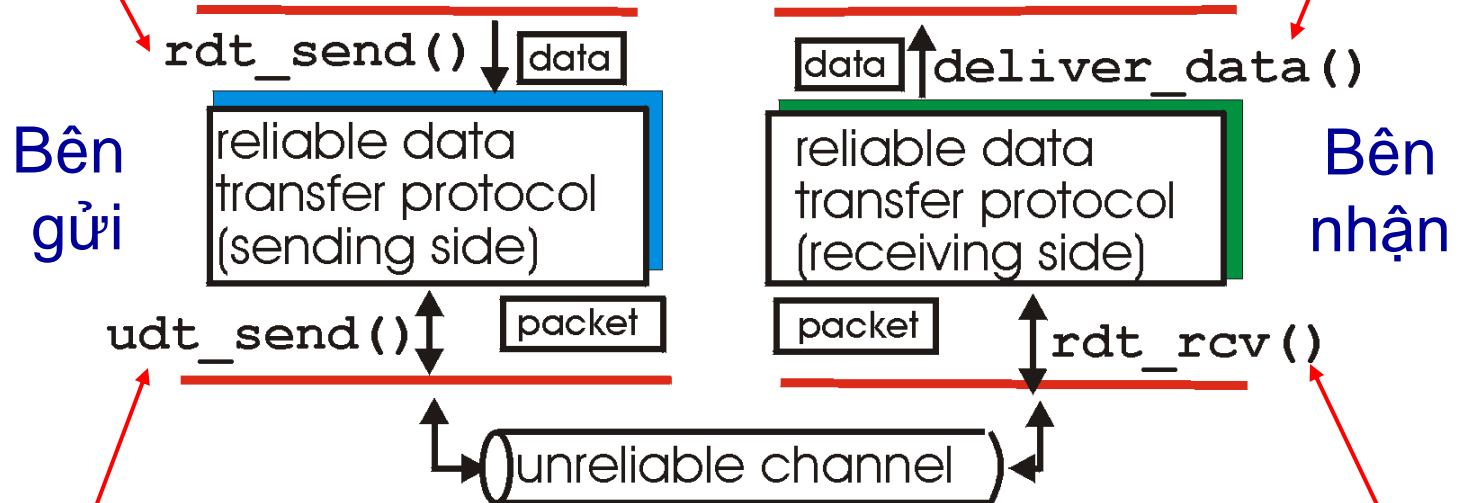 rdt_send()
data
data
deliver_data()
Bên
gửi
reliable data
transfer protocol
(sending side)
reliable data
transfer protocol
(receiving side)
Bên
nhận
udt_send()
packet
packet
rdt_rcv()
unreliable channel